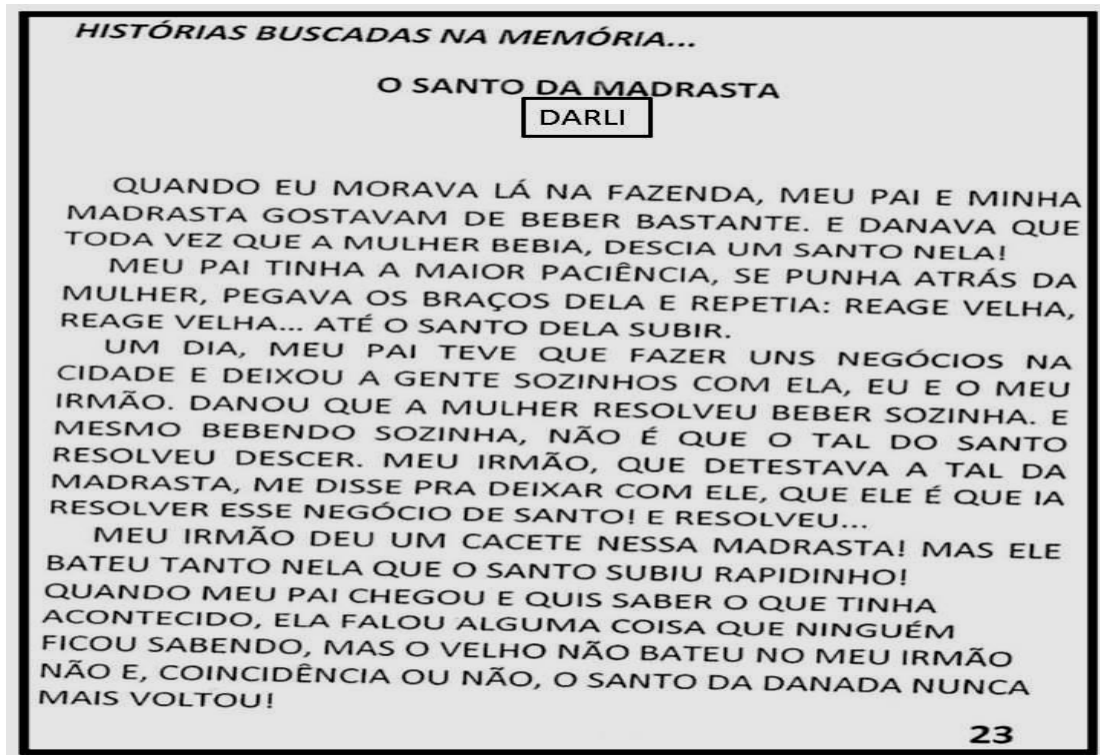 HISTÓRIAS BUSCADAS NA MEMÓRIA...
O SANTO DA MADRASTA
DARLI
QUANDO EU MORAVA LÁ NA FAZENDA, MEU PAI E MINHA
MADRASTA GOSTAVAM DE BEBER BASTANTE. E DANAVA QUE
TODA VEZ QUE A MULHER BEBIA, DESCIA UM SANTO NELA!
MEU PAI TINHA A MAIOR PACIÊNCIA, SE PUNHA ATRÁS DA
MULHER, PEGAVA OS BRAÇOS DELA E REPETIA: REAGE VELHA,
REAGE VELHA... ATÉ O SANTO DELA SUBIR.
UM DIA, MEU PAI TEVE QUE FAZER UNS NEGÓCIOS NA
CIDADE E DEIXOU A GENTE SOZINHOS COM ELA, EU E O MEU
IRMÃO. DANOU QUE A MULHER RESOLVEU BEBER SOZINHA. E
MESMO BEBENDO SOZINHA, NÃO É QUE O TAL DO SANTO
RESOLVEU DESCER. MEU IRMÃO, QUE DETESTAVA A TAL DA
MADRASTA, ME DISSE PRA DEIXAR COM ELE, QUE ELE É QUE IA
RESOLVER ESSE NEGÓCIO DE SANTO! E RESOLVEU...
MEU IRMÃO DEU UM CACETE NESSA MADRASTA! MAS ELE
BATEU TANTO NELA QUE O SANTO SUBIU RAPIDINHO!
QUANDO MEU PAI CHEGOU E QUIS SABER O QUE TINHA
ACONTECIDO, ELA FALOU ALGUMA COISA QUE NINGUÉM
FICOU SABENDO, MAS O VELHO NÃO BATEU NO MEU IRMÃO
NÃO E, COINCIDÊNCIA OU NÃO, O SANTO DA DANADA NUNCA
MAIS VOLTOU!
23